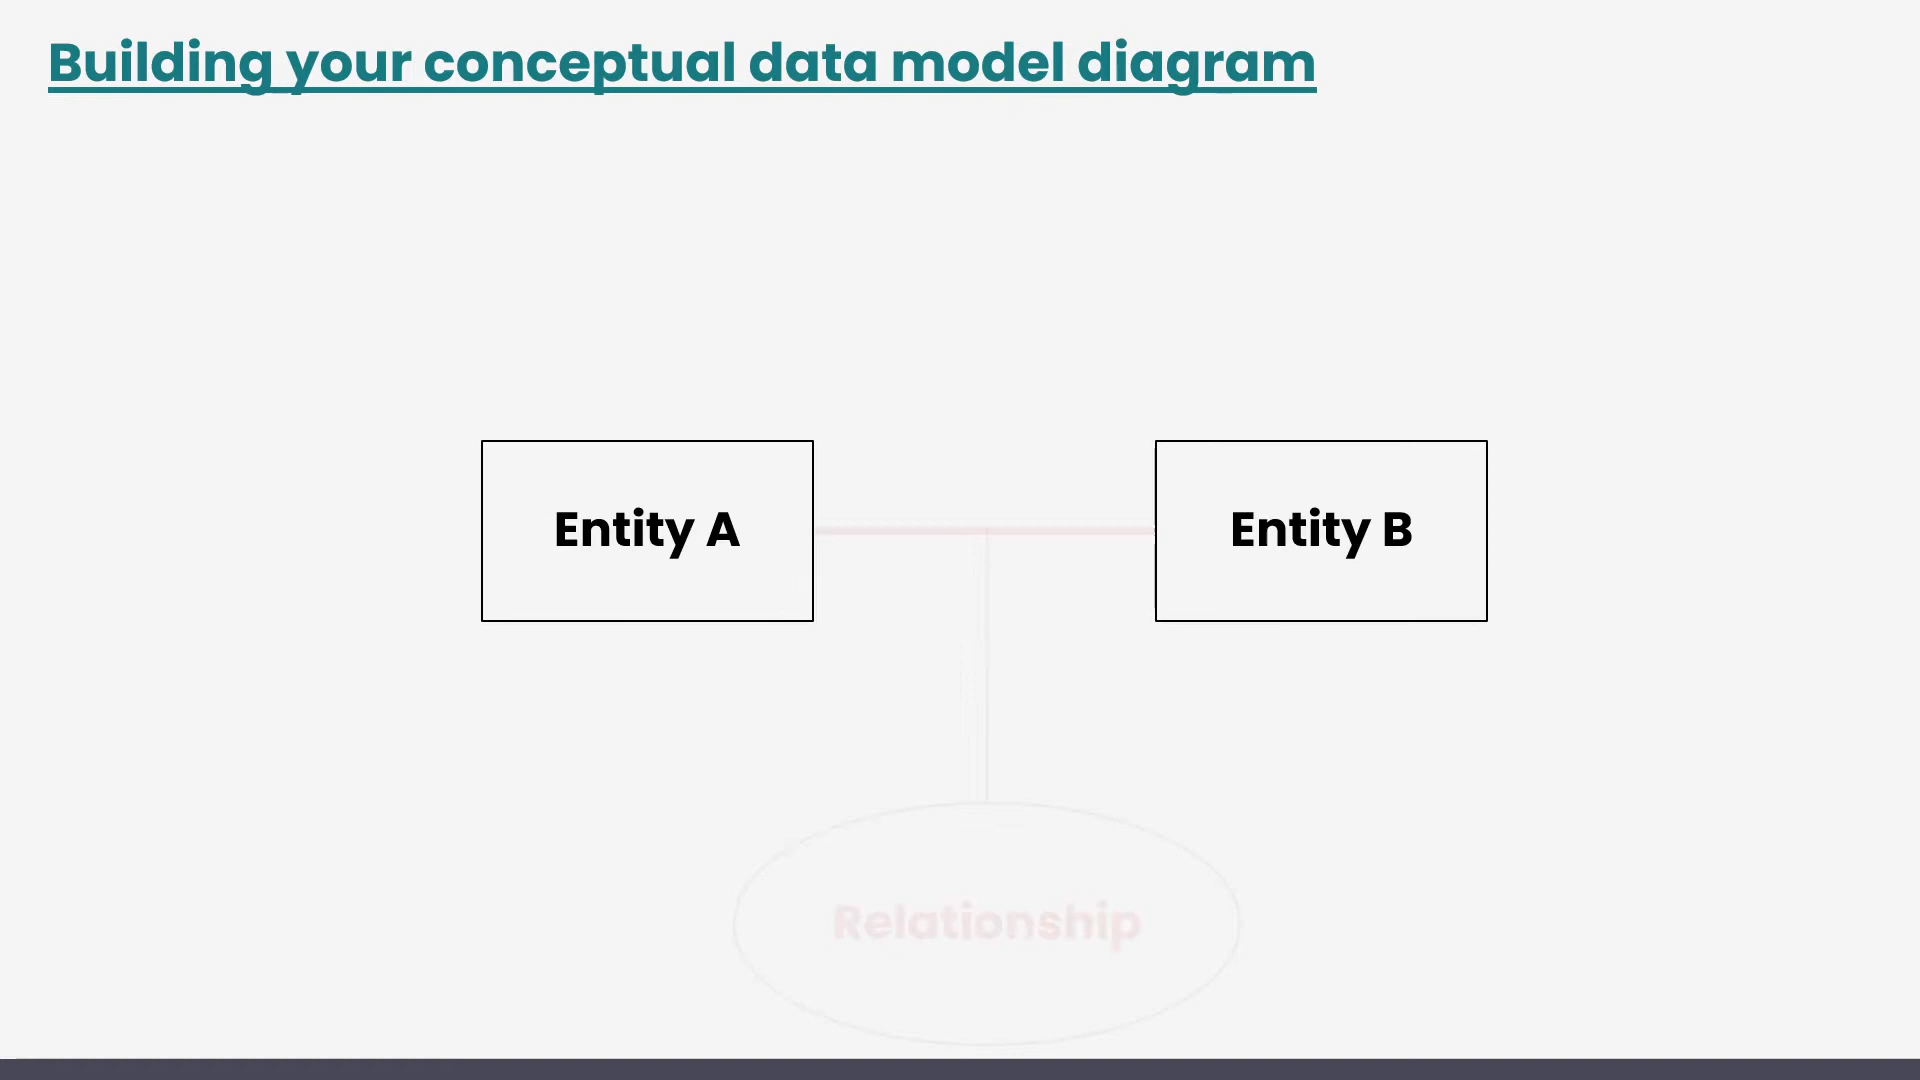 Building your conceptual data model diagram
Entity A
Entity B
Relationship